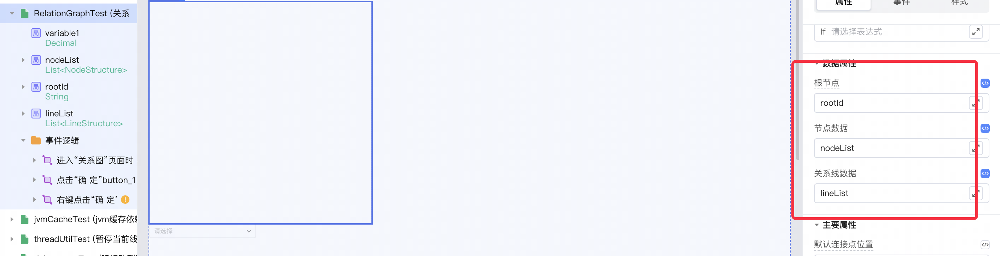 RelationGraphTest (关系
局 variable1
Decimal
局 nodeList
List<NodeStructure>
局 rootId
String
局 lineList
List<LineStructure>
事件逻辑
进入“关系图”页面时
点击“确 定”button_1
右键点击“确 定’
jvmCacheTest (jvm缓存依
threadUtilTest (暂停当前线
请选择
属性 事件 样式
If 请选择表达式
数据属性
根节点
rootId
节点数据
nodeList
关系线数据
lineList
主要属性
默认连接点位置